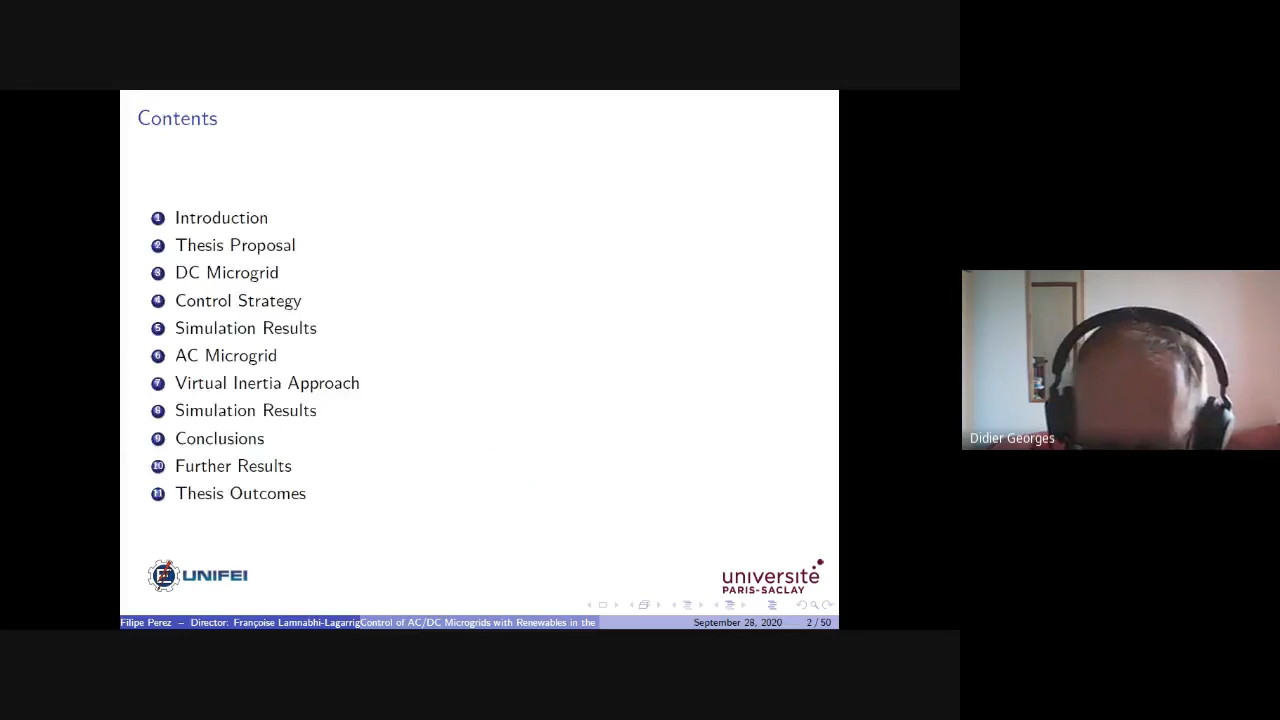 Contents
1 Introduction
2 Thesis Proposal
3 DC Microgrid
4 Control Strategy
5 Simulation Results
6 AC Microgrid
7 Virtual Inertia Approach
8 Simulation Results
9 Conclusions
10 Further Results
11 Thesis Outcomes
UNIFEI
université
PARIS-SACLAY
Filipe Perez – Director: Françoise Lamnabhi-Lagarrig
Control of AC/DC Microgrids with Renewables in the
September 28, 2020
2 / 50
Didier Georges